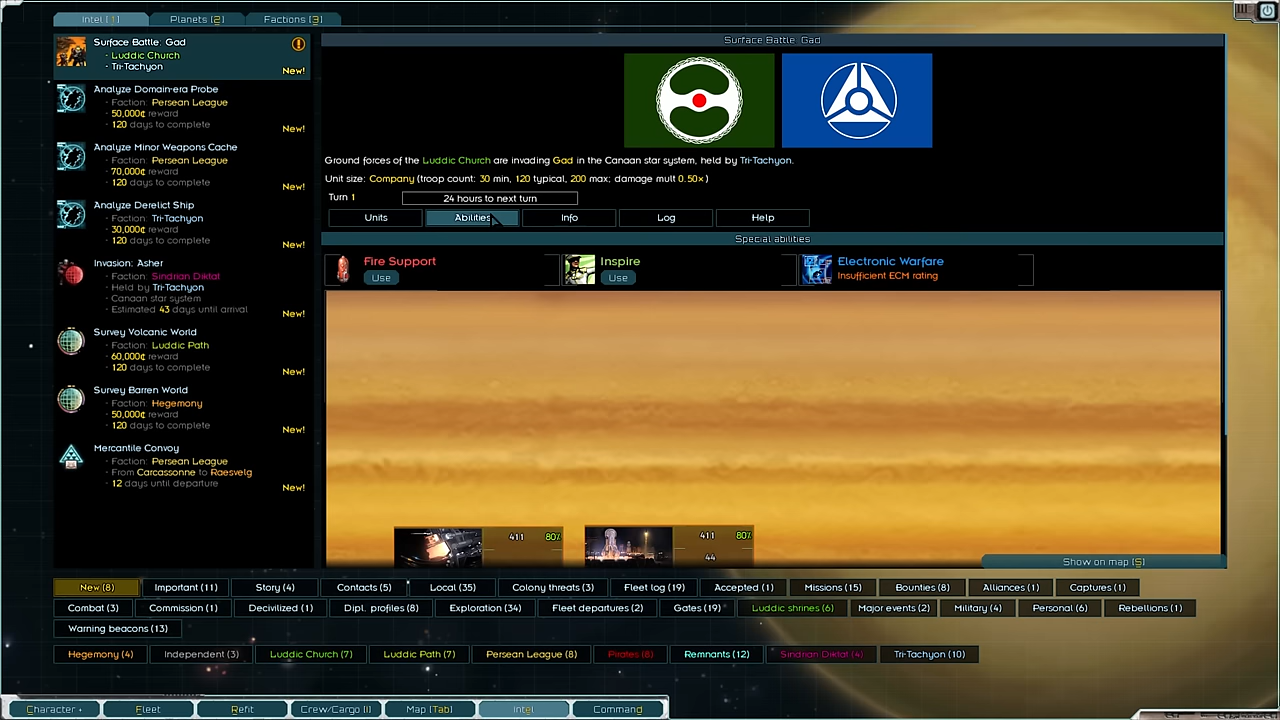 Intel [1] Planets [2] Factions [3]
Surface Battle: Gad
- Luddic Church
- Tri-Tachyon
New!
Analyze Domain-era Probe
- Faction: Persean League
- 50,000¢ reward
- 120 days to complete
New!
Analyze Minor Weapons Cache
- Faction: Persean League
- 70,000¢ reward
- 120 days to complete
New!
Analyze Derelict Ship
- Faction: Tri-Tachyon
- 30,000¢ reward
- 120 days to complete
New!
Invasion: Asher
- Faction: Sindrian Diktat
- Held by Tri-Tachyon
- Canaan star system
- Estimated 43 days until arrival
New!
Survey Volcanic World
- Faction: Luddic Path
- 60,000¢ reward
- 120 days to complete
New!
Survey Barren World
- Faction: Hegemony
- 50,000¢ reward
- 120 days to complete
New!
Mercantile Convoy
- Faction: Persean League
- From Carcassonne to Raesvelg
- 12 days until departure
New!
Surface Battle: Gad
Ground forces of the Luddic Church are invading Gad in the Canaan star system, held by Tri-Tachyon.
Unit size: Company (troop count: 30 min, 120 typical, 200 max; damage mult 0.50×)
Turn 1 24 hours to next turn
Units Abilities Info Log Help
Special abilities
Fire Support Inspire Electronic Warfare
Use Use Insufficient ECM rating
411 80% 411 80%
44
Show on map [S]
New (8) Important (11) Story (4) Contacts (5) Local (35) Colony threats (3) Fleet log (19) Accepted (1) Missions (15) Bounties (8) Alliances (1) Captures (1)
Combat (3) Commission (1) Decivilized (1) Dipl. profiles (8) Exploration (34) Fleet departures (2) Gates (19) Luddic shrines (6) Major events (2) Military (4) Personal (6) Rebellions (1)
Warning beacons (13)
Hegemony (4) Independent (3) Luddic Church (7) Luddic Path (7) Persean League (8) Pirates (6) Remnants (12) Sindrian Diktat (4) Tri-Tachyon (10)
Character Fleet Refit Crew/Cargo [I] Map [Tab] Intel Command